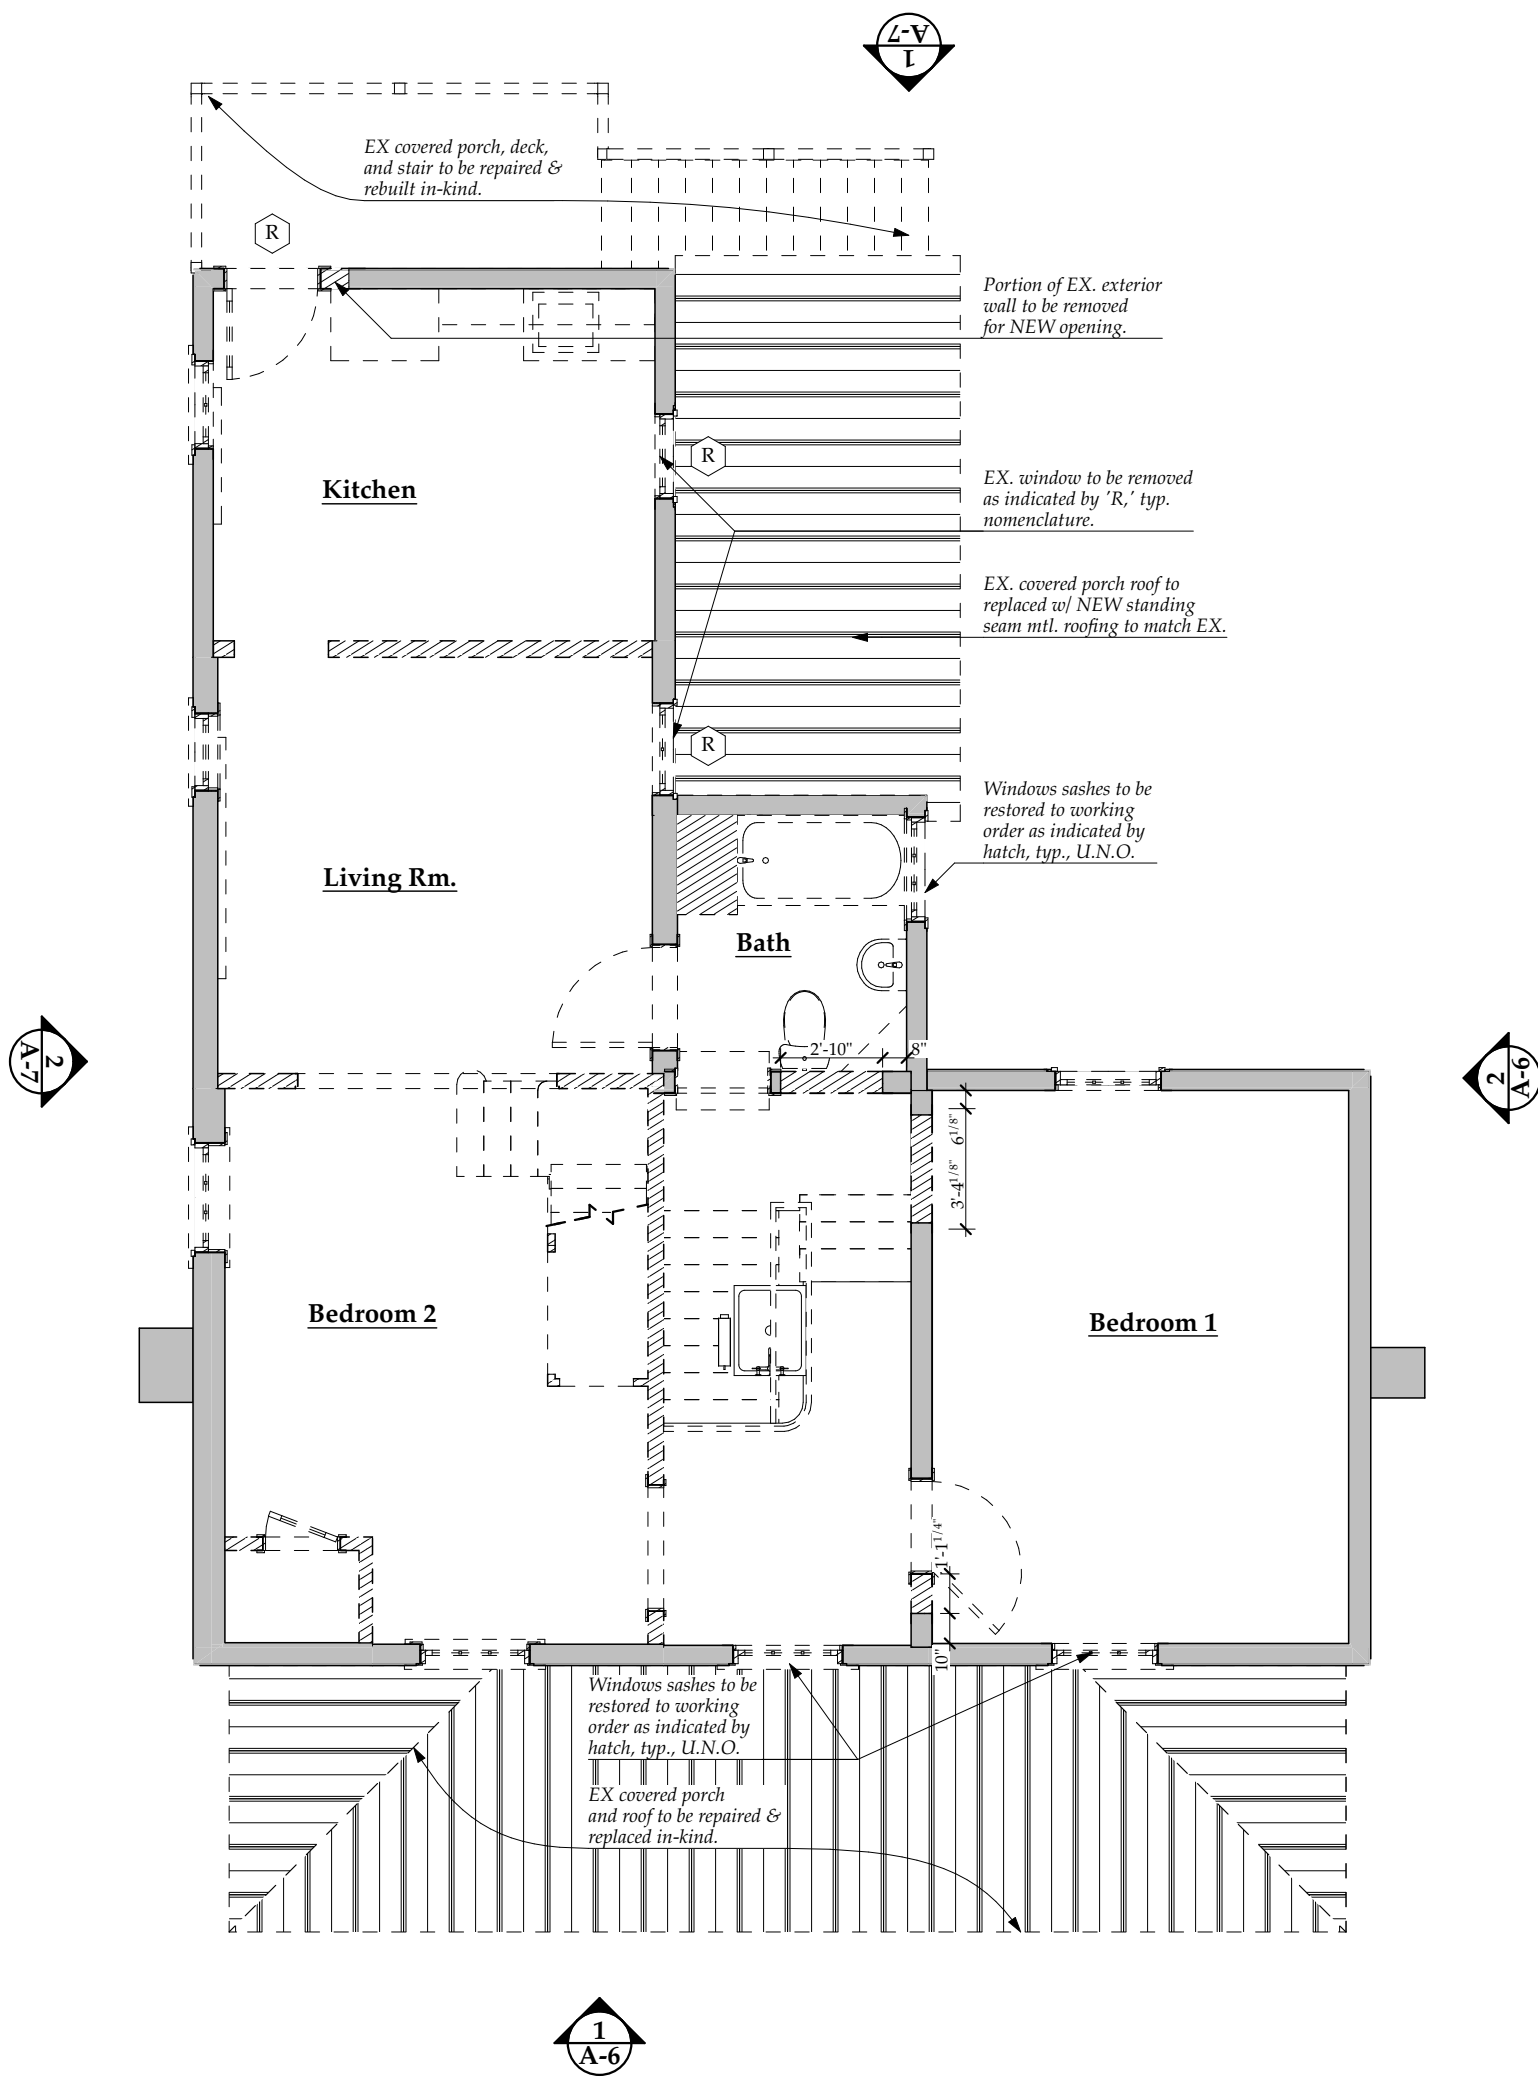 1
A-7
EX covered porch, deck,
and stair to be repaired &
rebuilt in-kind.
R
Portion of EX. exterior
wall to be removed
for NEW opening.
Kitchen
R
EX. window to be removed
as indicated by 'R,' typ.
nomenclature.
EX. covered porch roof to
replaced w/ NEW standing
seam mtl. roofing to match EX.
R
Windows sashes to be
restored to working
order as indicated by
hatch, typ., U.N.O.
Living Rm.
Bath
2
A-7
2'-10"
8"
2
A-6
6 1/8"
3'-4 1/8"
Bedroom 2
Bedroom 1
1'-1 1/4"
10"
Windows sashes to be
restored to working
order as indicated by
hatch, typ., U.N.O.
EX covered porch
and roof to be repaired &
replaced in-kind.
1
A-6